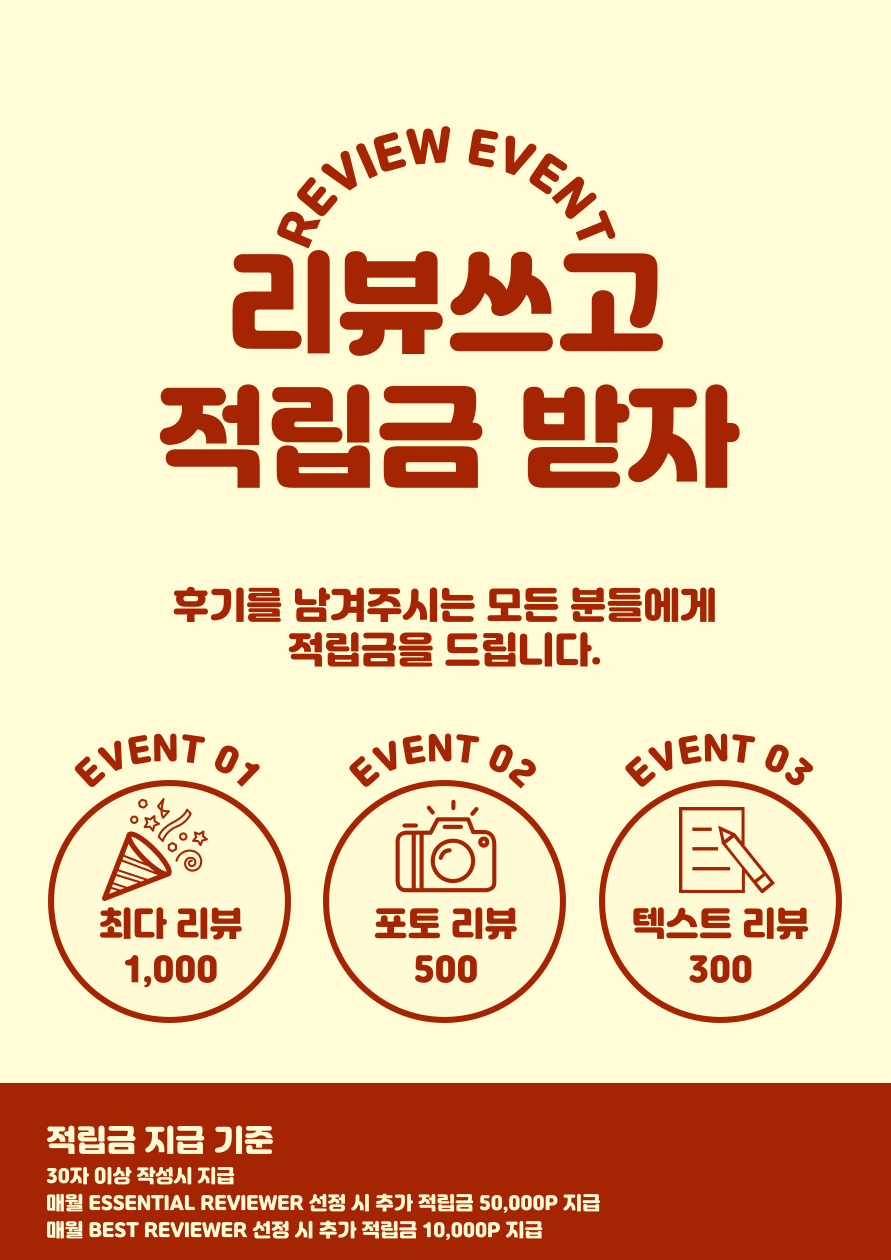 REVIEW EVENT
리뷰쓰고
적립금 받자
후기를 남겨주시는 모든 분들에게
적립금을 드립니다.
EVENT 01
최다 리뷰
1,000
EVENT 02
포토 리뷰
500
EVENT 03
텍스트 리뷰
300
적립금 지급 기준
30자 이상 작성시 지급
매월 ESSENTIAL REVIEWER 선정 시 추가 적립금 50,000P 지급
매월 BEST REVIEWER 선정 시 추가 적립금 10,000P 지급